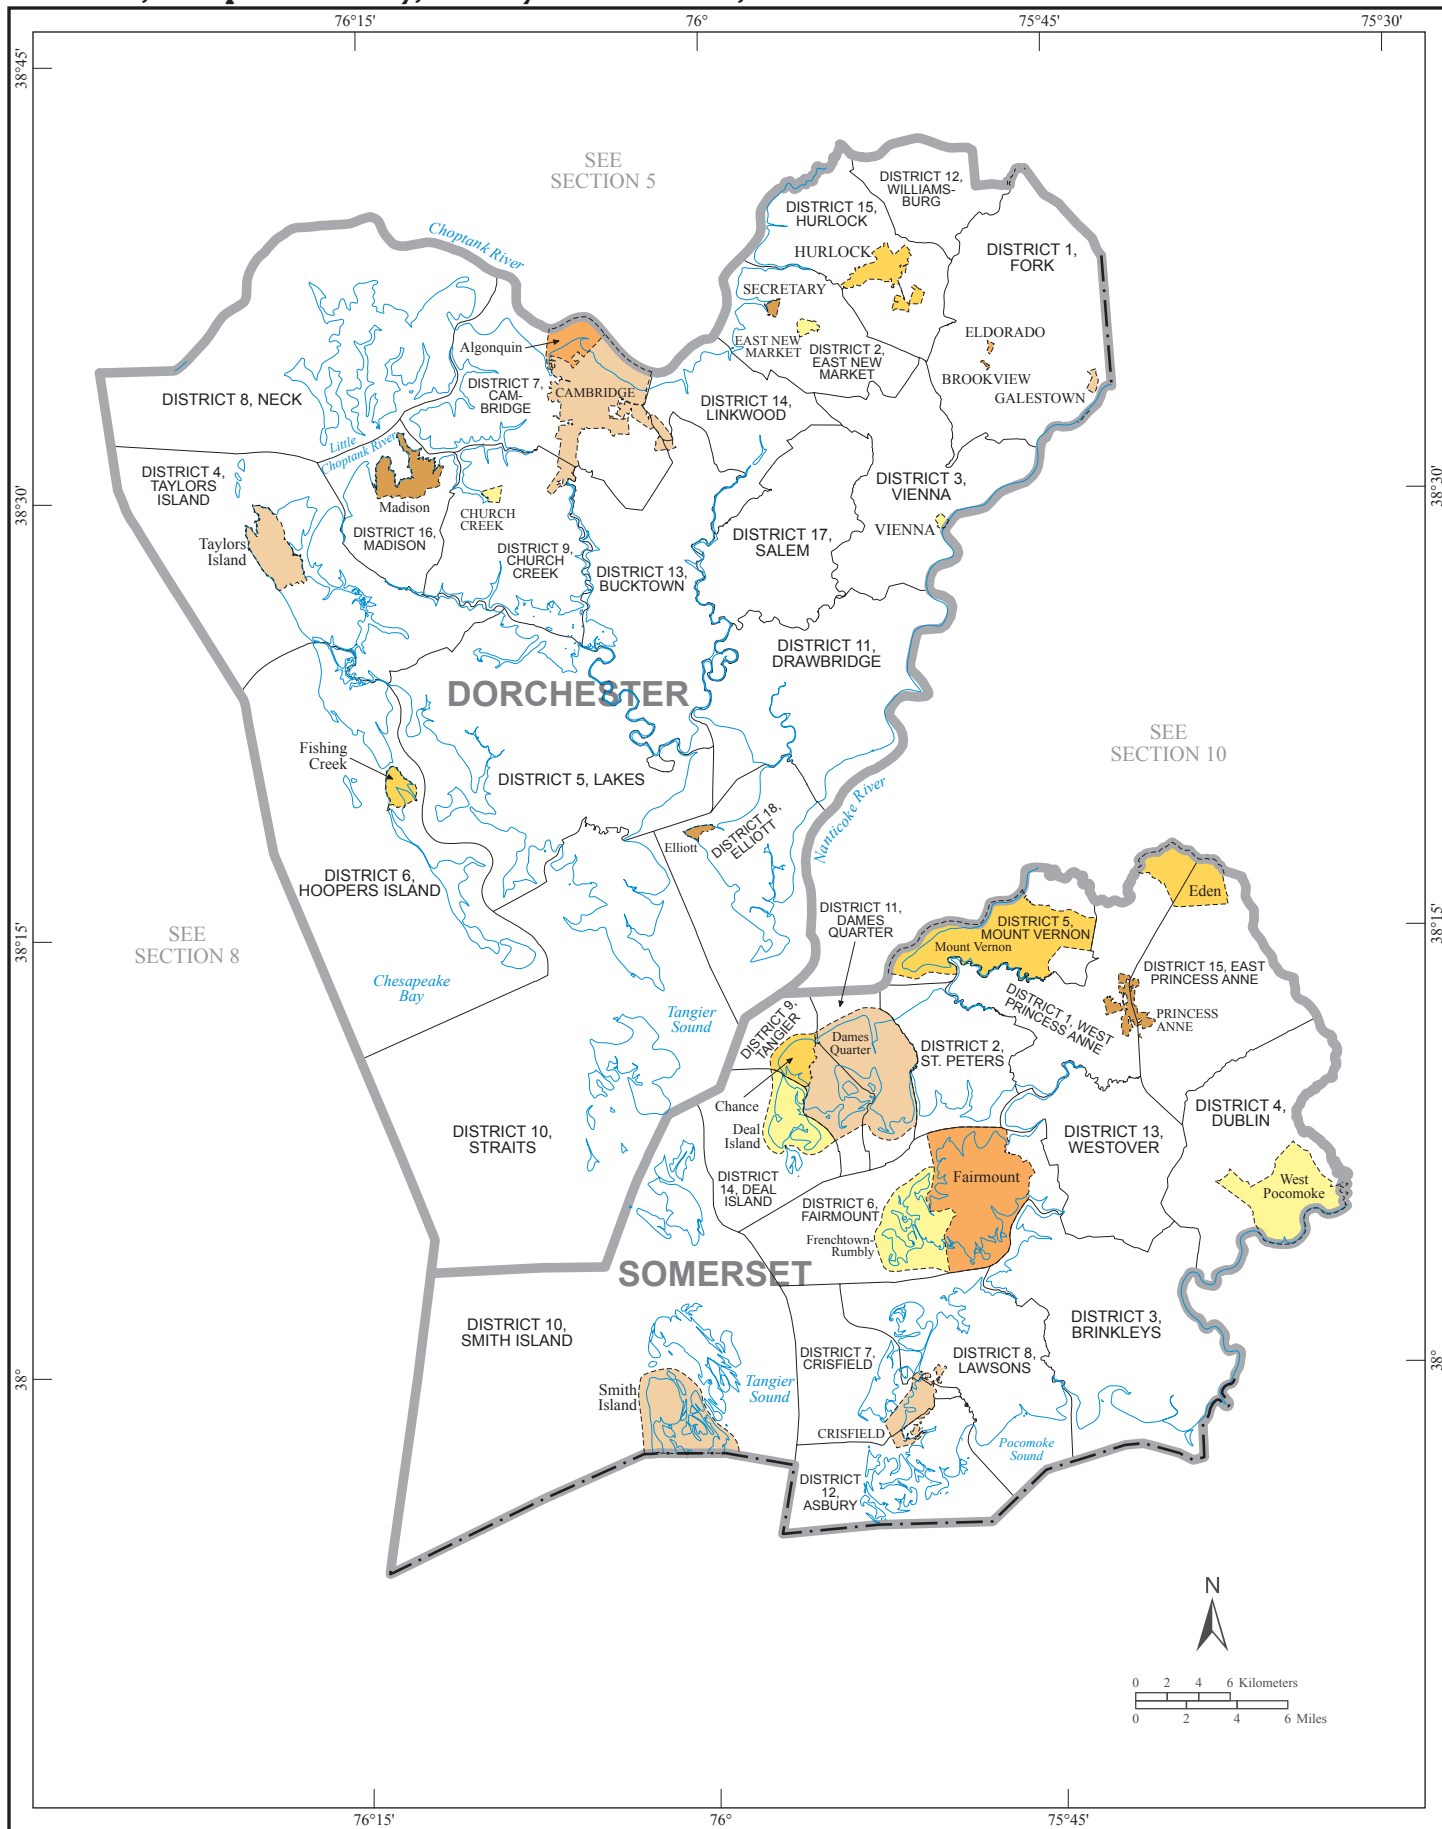 76°15'
76°
75°45'
75°30'
38°45'
SEE
SECTION 5
DISTRICT 12,
WILLIAMS-
BURG
DISTRICT 15,
HURLOCK
Choptank River
HURLOCK
DISTRICT 1,
FORK
SECRETARY
ELDORADO
EAST NEW
MARKET
DISTRICT 2,
EAST NEW
MARKET
Algonquin
BROOKVIEW
DISTRICT 7,
CAM-
BRIDGE
CAMBRIDGE
GALESTOWN
DISTRICT 8, NECK
DISTRICT 14,
LINKWOOD
Little
Choptank River
DISTRICT 4,
TAYLORS
ISLAND
DISTRICT 3,
VIENNA
38°30'
38°30'
Madison
CHURCH
CREEK
DISTRICT 16,
MADISON
DISTRICT 17,
SALEM
VIENNA
Taylors
Island
DISTRICT 9,
CHURCH
CREEK
DISTRICT 13,
BUCKTOWN
DISTRICT 11,
DRAWBRIDGE
DORCHESTER
SEE
SECTION 10
Fishing
Creek
DISTRICT 5, LAKES
Nanticoke River
DISTRICT 18,
ELLIOTT
Elliott
DISTRICT 6,
HOOPERS ISLAND
Eden
DISTRICT 11,
DAMES
QUARTER
DISTRICT 5,
MOUNT VERNON
Mount Vernon
38°15'
38°15'
SEE
SECTION 8
DISTRICT 15, EAST
PRINCESS ANNE
Chesapeake
Bay
DISTRICT 1, WEST
PRINCESS ANNE
PRINCESS
ANNE
Tangier
Sound
DISTRICT 9,
TANGIER
Dames
Quarter
DISTRICT 2,
ST. PETERS
Chance
DISTRICT 4,
DUBLIN
Deal
Island
DISTRICT 10,
STRAITS
DISTRICT 13,
WESTOVER
DISTRICT
14, DEAL
ISLAND
Fairmount
West
Pocomoke
DISTRICT 6,
FAIRMOUNT
Frenchtown-
Rumbly
SOMERSET
DISTRICT 10,
SMITH ISLAND
DISTRICT 3,
BRINKLEYS
DISTRICT 7,
CRISFIELD
DISTRICT 8,
LAWSONS
38°
38°
Smith
Island
Tangier
Sound
CRISFIELD
Pocomoke
Sound
DISTRICT
12,
ASBURY
N
0 2 4 6 Kilometers
0 2 4 6 Miles
76°15'
76°
75°45'